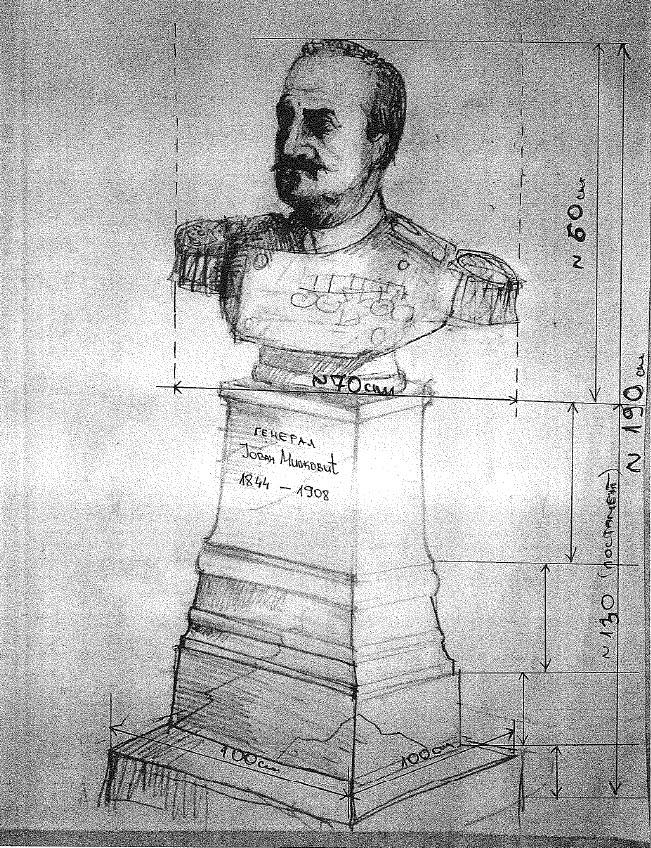 ~ 60 cm
~ 190 cm
~ 70 cm
ГЕНЕРАЛ
Јован Мишковић
1844 – 1908
~ 130 (ПОСТАМЕНТ)
100 cm
100 cm